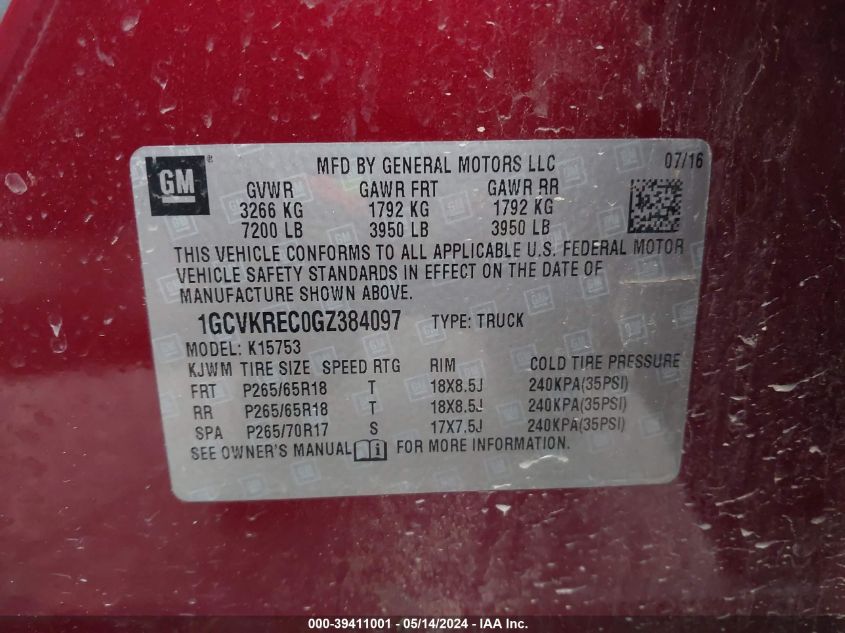 GM ® MFD BY GENERAL MOTORS LLC 07/16
GVWR GAWR FRT GAWR RR
3266 KG 1792 KG 1792 KG
7200 LB 3950 LB 3950 LB
THIS VEHICLE CONFORMS TO ALL APPLICABLE U.S. FEDERAL MOTOR
VEHICLE SAFETY STANDARDS IN EFFECT ON THE DATE OF
MANUFACTURE SHOWN ABOVE.
1GCVKREC0GZ384097 TYPE: TRUCK
MODEL: K15753
KJWM TIRE SIZE SPEED RTG RIM COLD TIRE PRESSURE
FRT P265/65R18 T 18X8.5J 240KPA(35PSI)
RR P265/65R18 T 18X8.5J 240KPA(35PSI)
SPA P265/70R17 S 17X7.5J 240KPA(35PSI)
SEE OWNER'S MANUAL i FOR MORE INFORMATION.
000-39411001 - 05/14/2024 - IAA Inc.